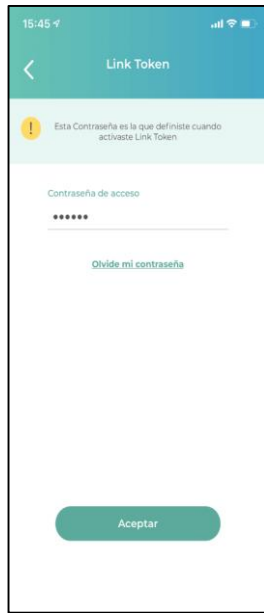 15:45
Link Token
!
Esta Contraseña es la que definiste cuando
activaste Link Token
Contraseña de acceso
••••••
Olvide mi contraseña
Aceptar